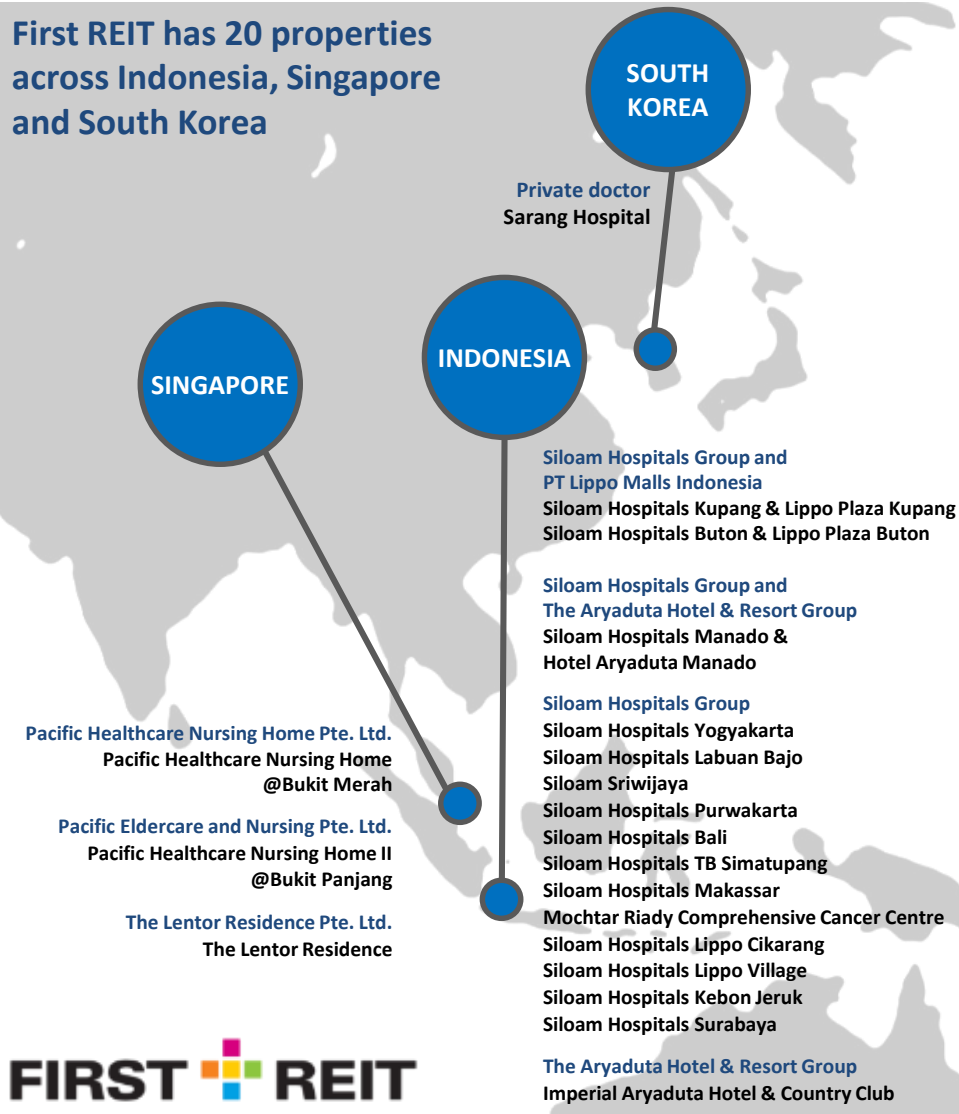 First REIT has 20 properties
across Indonesia, Singapore
and South Korea
SOUTH
KOREA
Private doctor
Sarang Hospital
SINGAPORE
INDONESIA
Siloam Hospitals Group and
PT Lippo Malls Indonesia
Siloam Hospitals Kupang & Lippo Plaza Kupang
Siloam Hospitals Buton & Lippo Plaza Buton
Siloam Hospitals Group and
The Aryaduta Hotel & Resort Group
Siloam Hospitals Manado &
Hotel Aryaduta Manado
Siloam Hospitals Group
Siloam Hospitals Yogyakarta
Siloam Hospitals Labuan Bajo
Siloam Sriwijaya
Siloam Hospitals Purwakarta
Siloam Hospitals Bali
Siloam Hospitals TB Simatupang
Siloam Hospitals Makassar
Mochtar Riady Comprehensive Cancer Centre
Siloam Hospitals Lippo Cikarang
Siloam Hospitals Lippo Village
Siloam Hospitals Kebon Jeruk
Siloam Hospitals Surabaya
The Aryaduta Hotel & Resort Group
Imperial Aryaduta Hotel & Country Club
Pacific Healthcare Nursing Home Pte. Ltd.
Pacific Healthcare Nursing Home
@Bukit Merah
Pacific Eldercare and Nursing Pte. Ltd.
Pacific Healthcare Nursing Home II
@Bukit Panjang
The Lentor Residence Pte. Ltd.
The Lentor Residence
FIRST REIT